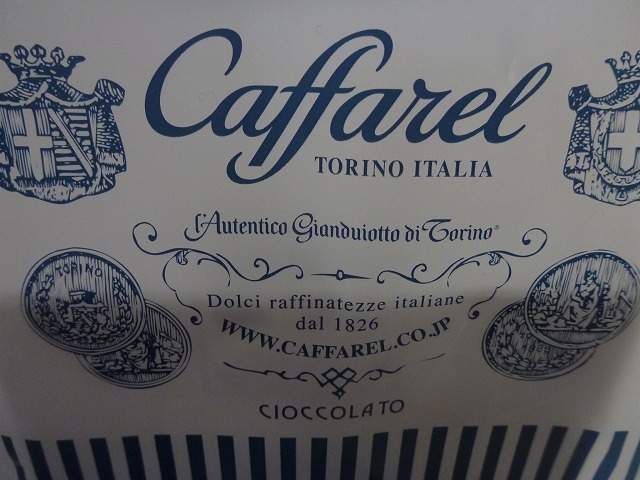 Caffarel
TORINO ITALIA
l'Autentico Gianduiotto di Torino®
TORINO
Dolci raffinatezze italiane
dal 1826
WWW.CAFFAREL.CO.JP
CIOCCOLATO